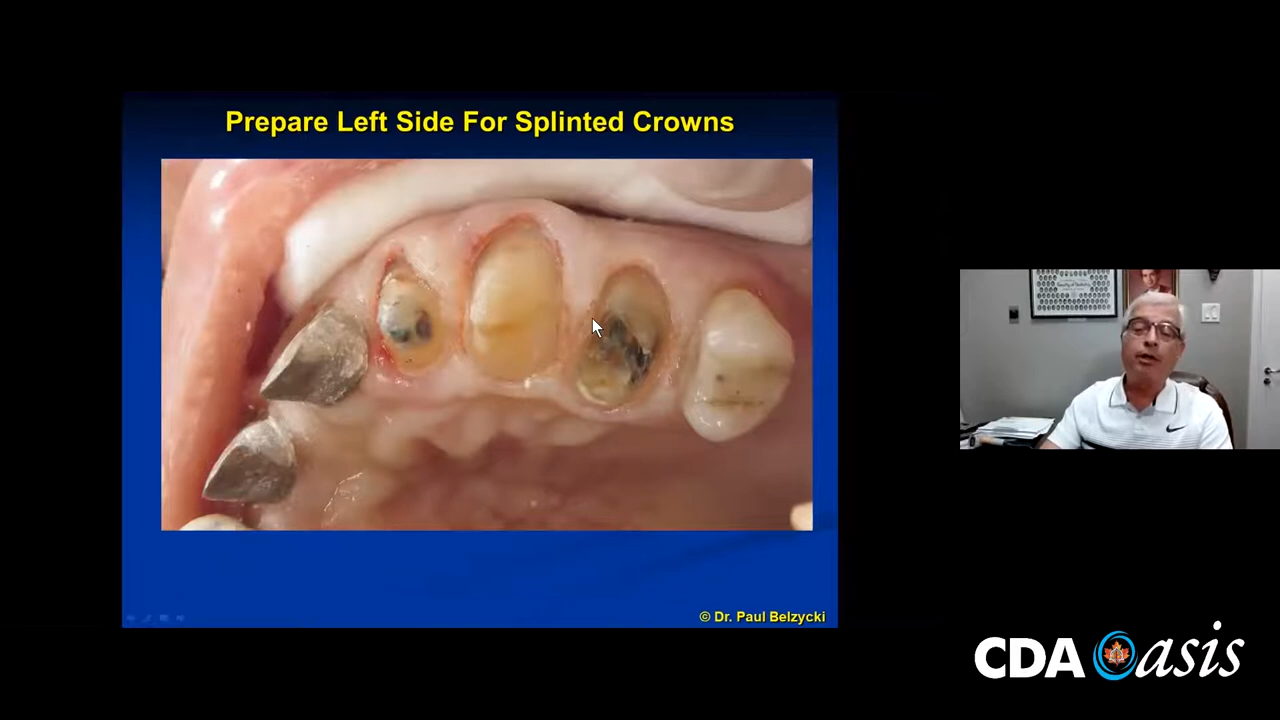 Prepare Left Side For Splinted Crowns
© Dr. Paul Belzycki
CDA Oasis